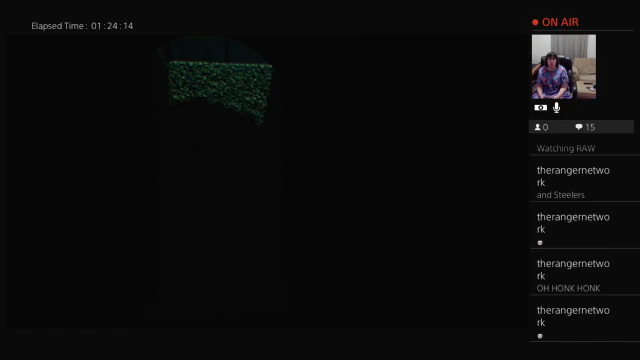 Elapsed Time : 01:24:14
ON AIR
0
15
Watching RAW
therangernetwo
rk
and Steelers
therangernetwo
rk
therangernetwo
rk
OH HONK HONK
therangernetwo
rk